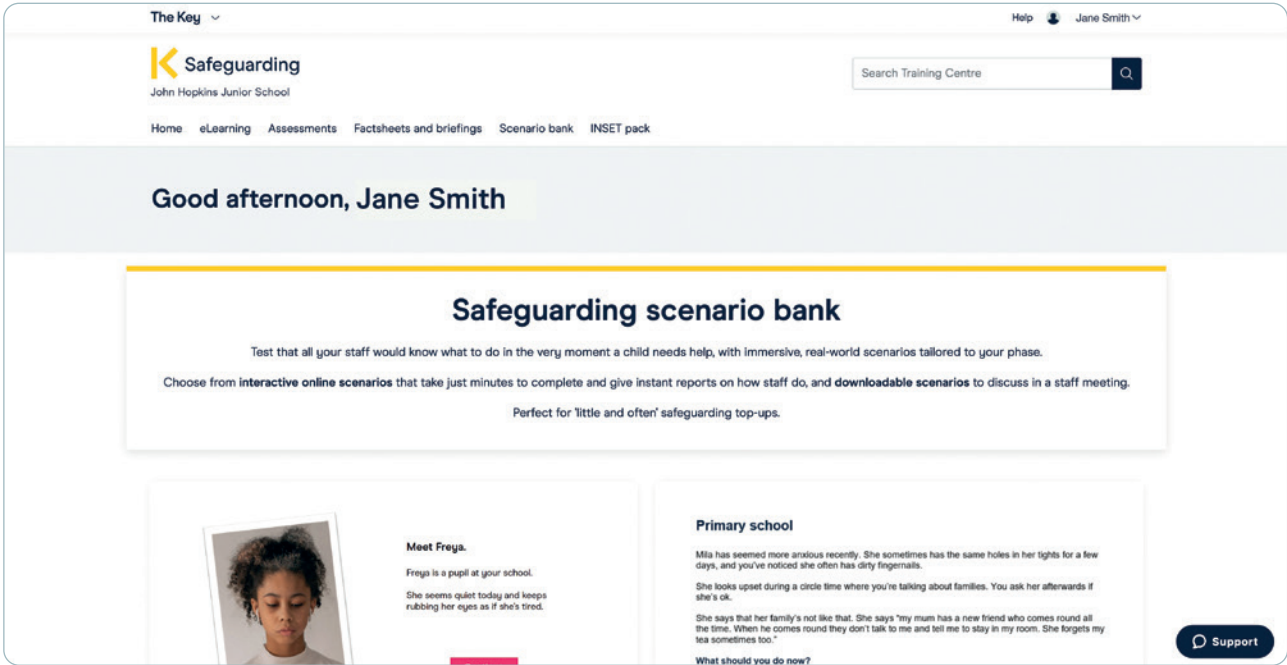 The Key
Help
Jane Smith
Safeguarding
John Hopkins Junior School
Search Training Centre
Home eLearning Assessments Factsheets and briefings Scenario bank INSET pack
Good afternoon, Jane Smith
Safeguarding scenario bank
Test that all your staff would know what to do in the very moment a child needs help, with immersive, real-world scenarios tailored to your phase.
Choose from interactive online scenarios that take just minutes to complete and give instant reports on how staff do, and downloadable scenarios to discuss in a staff meeting.
Perfect for 'little and often' safeguarding top-ups.
Meet Freya.
Freya is a pupil at your school.
She seems quiet today and keeps
rubbing her eyes as if she's tired.
Primary school
Mila has seemed more anxious recently. She sometimes has the same holes in her tights for a few
days, and you've noticed she often has dirty fingernails.
She looks upset during a circle time where you're talking about families. You ask her afterwards if
she's ok.
She says that her family's not like that. She says "my mum has a new friend who comes round all
the time. When he comes round they don't talk to me and tell me to stay in my room. She forgets my
tea sometimes too."
What should you do now?
Support